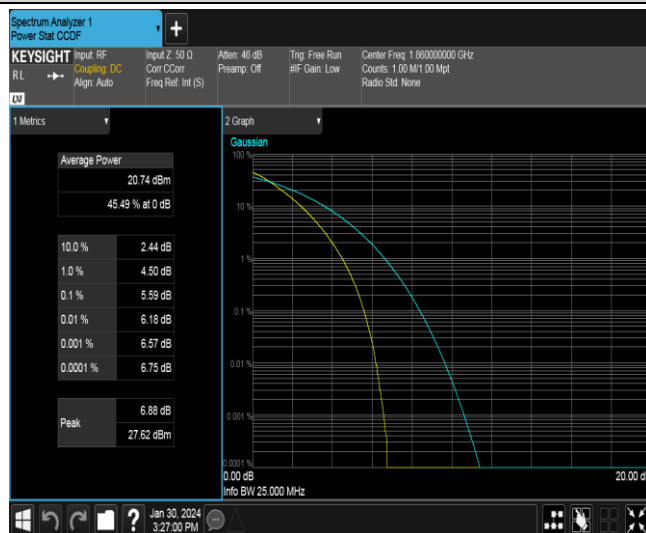 Spectrum Analyzer 1
Power Stat CCDF
+
KEYSIGHT
RL
LXI
Input: RF
Coupling: DC
Align: Auto
Input Z: 50 Ω
Corr CCorr
Freq Ref: Int (S)
Atten: 46 dB
Preamp: Off
Trig: Free Run
#IF Gain: Low
Center Freq: 1.860000000 GHz
Counts: 1.00 M/1.00 Mpt
Radio Std: None
1 Metrics
Average Power
20.74 dBm
45.49 % at 0 dB
10.0 % 2.44 dB
1.0 % 4.50 dB
0.1 % 5.59 dB
0.01 % 6.18 dB
0.001 % 6.57 dB
0.0001 % 6.75 dB
Peak
6.88 dB
27.62 dBm
2 Graph
Gaussian
100 %
10 %
1 %
0.1 %
0.01 %
0.001 %
0.0001 %
0.00 dB
20.00 d
Info BW 25.000 MHz
?
Jan 30, 2024
3:27:00 PM